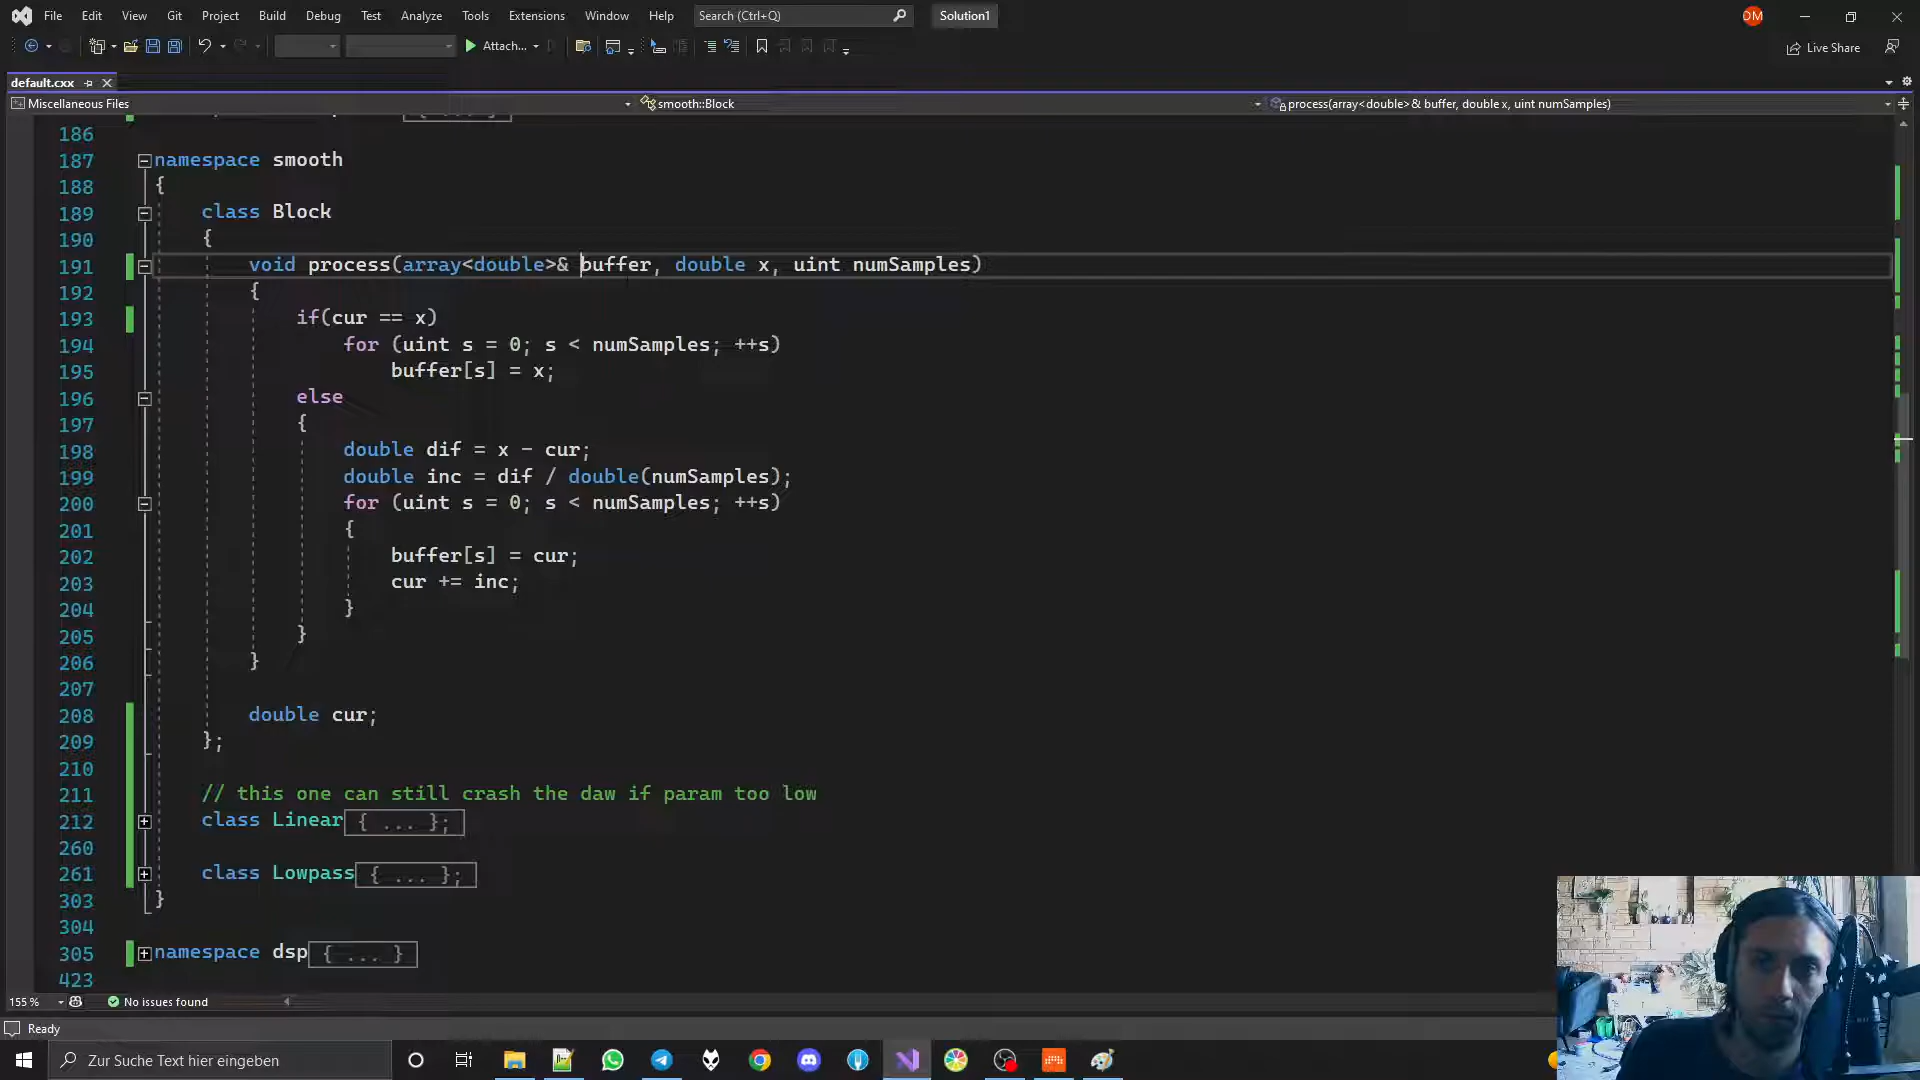 File Edit View Git Project Build Debug Test Analyze Tools Extensions Window Help Search (Ctrl+Q) Solution1 DM
Attach... Live Share
default.cxx
Miscellaneous Files smooth::Block process(array<double>& buffer, double x, uint numSamples)
186
187 namespace smooth
188 {
189 class Block
190 {
191 void process(array<double>& buffer, double x, uint numSamples)
192 {
193 if(cur == x)
194 for (uint s = 0; s < numSamples; ++s)
195 buffer[s] = x;
196 else
197 {
198 double dif = x - cur;
199 double inc = dif / double(numSamples);
200 for (uint s = 0; s < numSamples; ++s)
201 {
202 buffer[s] = cur;
203 cur += inc;
204 }
205 }
206 }
207
208 double cur;
209 };
210
211 // this one can still crash the daw if param too low
212 class Linear{ ... };
260
261 class Lowpass{ ... };
303 }
304
305 namespace dsp{ ... }
423
155 % No issues found
Ready
Zur Suche Text hier eingeben